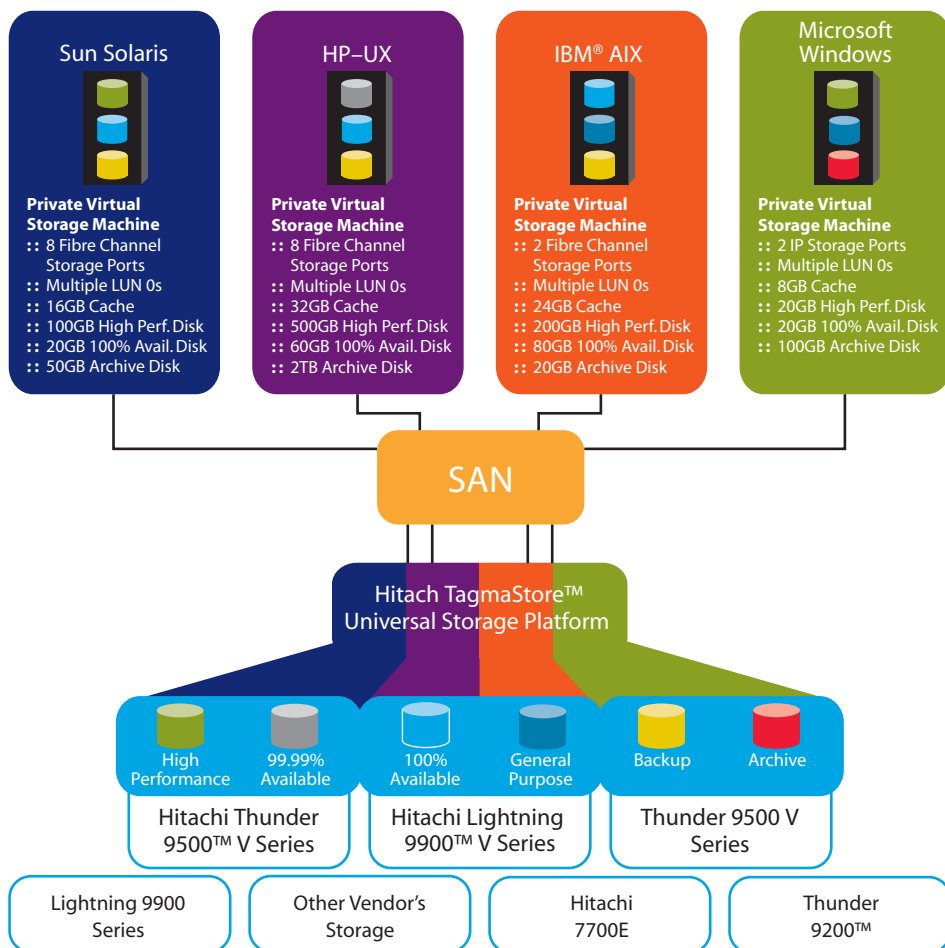 Sun Solaris
Private Virtual
Storage Machine
:: 8 Fibre Channel
Storage Ports
:: Multiple LUN 0s
:: 16GB Cache
:: 100GB High Perf. Disk
:: 20GB 100% Avail. Disk
:: 50GB Archive Disk
HP–UX
Private Virtual
Storage Machine
:: 8 Fibre Channel
Storage Ports
:: Multiple LUN 0s
:: 32GB Cache
:: 500GB High Perf. Disk
:: 60GB 100% Avail. Disk
:: 2TB Archive Disk
IBM® AIX
Private Virtual
Storage Machine
:: 2 Fibre Channel
Storage Ports
:: Multiple LUN 0s
:: 24GB Cache
:: 200GB High Perf. Disk
:: 80GB 100% Avail. Disk
:: 20GB Archive Disk
Microsoft
Windows
Private Virtual
Storage Machine
:: 2 IP Storage Ports
:: Multiple LUN 0s
:: 8GB Cache
:: 20GB High Perf. Disk
:: 20GB 100% Avail. Disk
:: 100GB Archive Disk
SAN
Hitach TagmaStore™
Universal Storage Platform
High
Performance
99.99%
Available
100%
Available
General
Purpose
Backup
Archive
Hitachi Thunder
9500™ V Series
Hitachi Lightning
9900™ V Series
Thunder 9500 V
Series
Lightning 9900
Series
Other Vendor's
Storage
Hitachi
7700E
Thunder
9200™